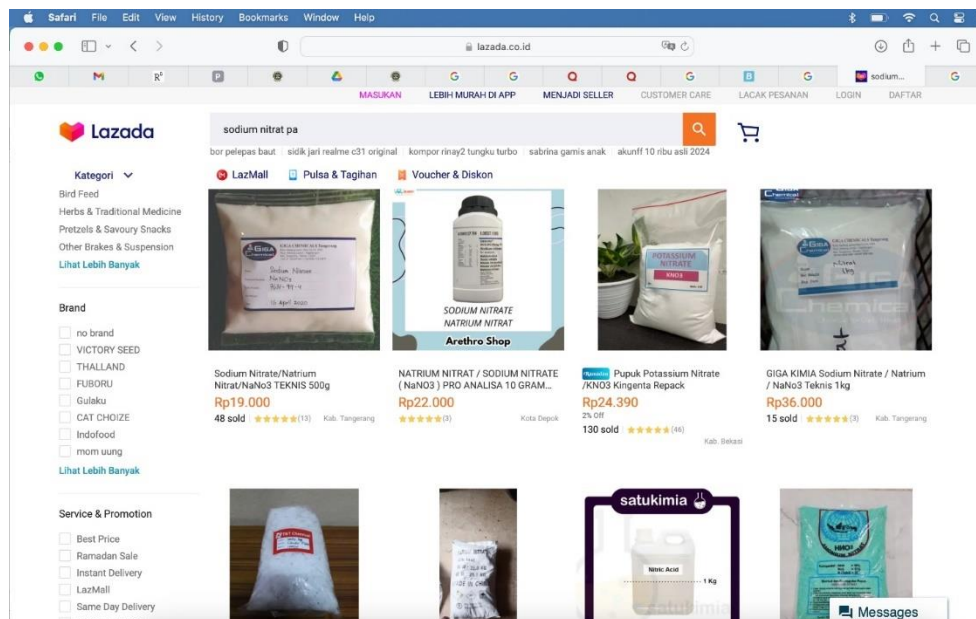 Safari File Edit View History Bookmarks Window Help
lazada.co.id
sodium...
MASUKAN LEBIH MURAH DI APP MENJADI SELLER CUSTOMER CARE LACAK PESANAN LOGIN DAFTAR
Lazada
sodium nitrat pa
bor pelepas baut sidik jari realme c31 original kompor rinay2 tungku turbo sabrina gamis anak akunff 10 ribu asli 2024
Kategori
LazMall Pulsa & Tagihan Voucher & Diskon
Bird Feed
Herbs & Traditional Medicine
Pretzels & Savoury Snacks
Other Brakes & Suspension
Lihat Lebih Banyak
Brand
no brand
VICTORY SEED
THALLAND
FUBORU
Gulaku
CAT CHOIZE
Indofood
mom uung
Lihat Lebih Banyak
Service & Promotion
Best Price
Ramadan Sale
Instant Delivery
LazMall
Same Day Delivery
GIGA
Sodium Nitrate
NaNO3
SODIUM NITRATE
NATRIUM NITRAT
Arethro Shop
POTASSIUM
NITRATE
KNO3
GIGA
Chemical
1kg
Sodium Nitrate/Natrium
Nitrat/NaNo3 TEKNIS 500g
Rp19.000
48 sold (13) Kab. Tangerang
NATRIUM NITRAT / SODIUM NITRATE
( NaNO3 ) PRO ANALISA 10 GRAM...
Rp22.000
(3) Kota Depok
Pupuk Potassium Nitrate
/KNO3 Kingenta Repack
Rp24.390
2% Off
130 sold (46)
Kab. Bekasi
GIGA KIMIA Sodium Nitrate / Natrium
/ NaNo3 Teknis 1kg
Rp36.000
15 sold (3) Kab. Tangerang
satukimia
Nitric Acid
1 Kg
satukimia
Messages